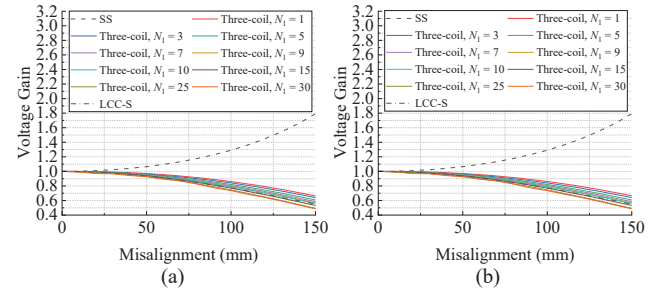 SS Three-coil, N1 = 1
Three-coil, N1 = 3 Three-coil, N1 = 5
Three-coil, N1 = 7 Three-coil, N1 = 9
Three-coil, N1 = 10 Three-coil, N1 = 15
Three-coil, N1 = 25 Three-coil, N1 = 30
LCC-S
Voltage Gain
3.2
3.0
2.8
2.6
2.4
2.2
2.0
1.8
1.6
1.4
1.2
1.0
0.8
0.6
0.4
0 50 100 150
Misalignment (mm)
(a)
SS Three-coil, N1 = 1
Three-coil, N1 = 3 Three-coil, N1 = 5
Three-coil, N1 = 7 Three-coil, N1 = 9
Three-coil, N1 = 10 Three-coil, N1 = 15
Three-coil, N1 = 25 Three-coil, N1 = 30
LCC-S
Voltage Gain
3.2
3.0
2.8
2.6
2.4
2.2
2.0
1.8
1.6
1.4
1.2
1.0
0.8
0.6
0.4
0 50 100 150
Misalignment (mm)
(b)